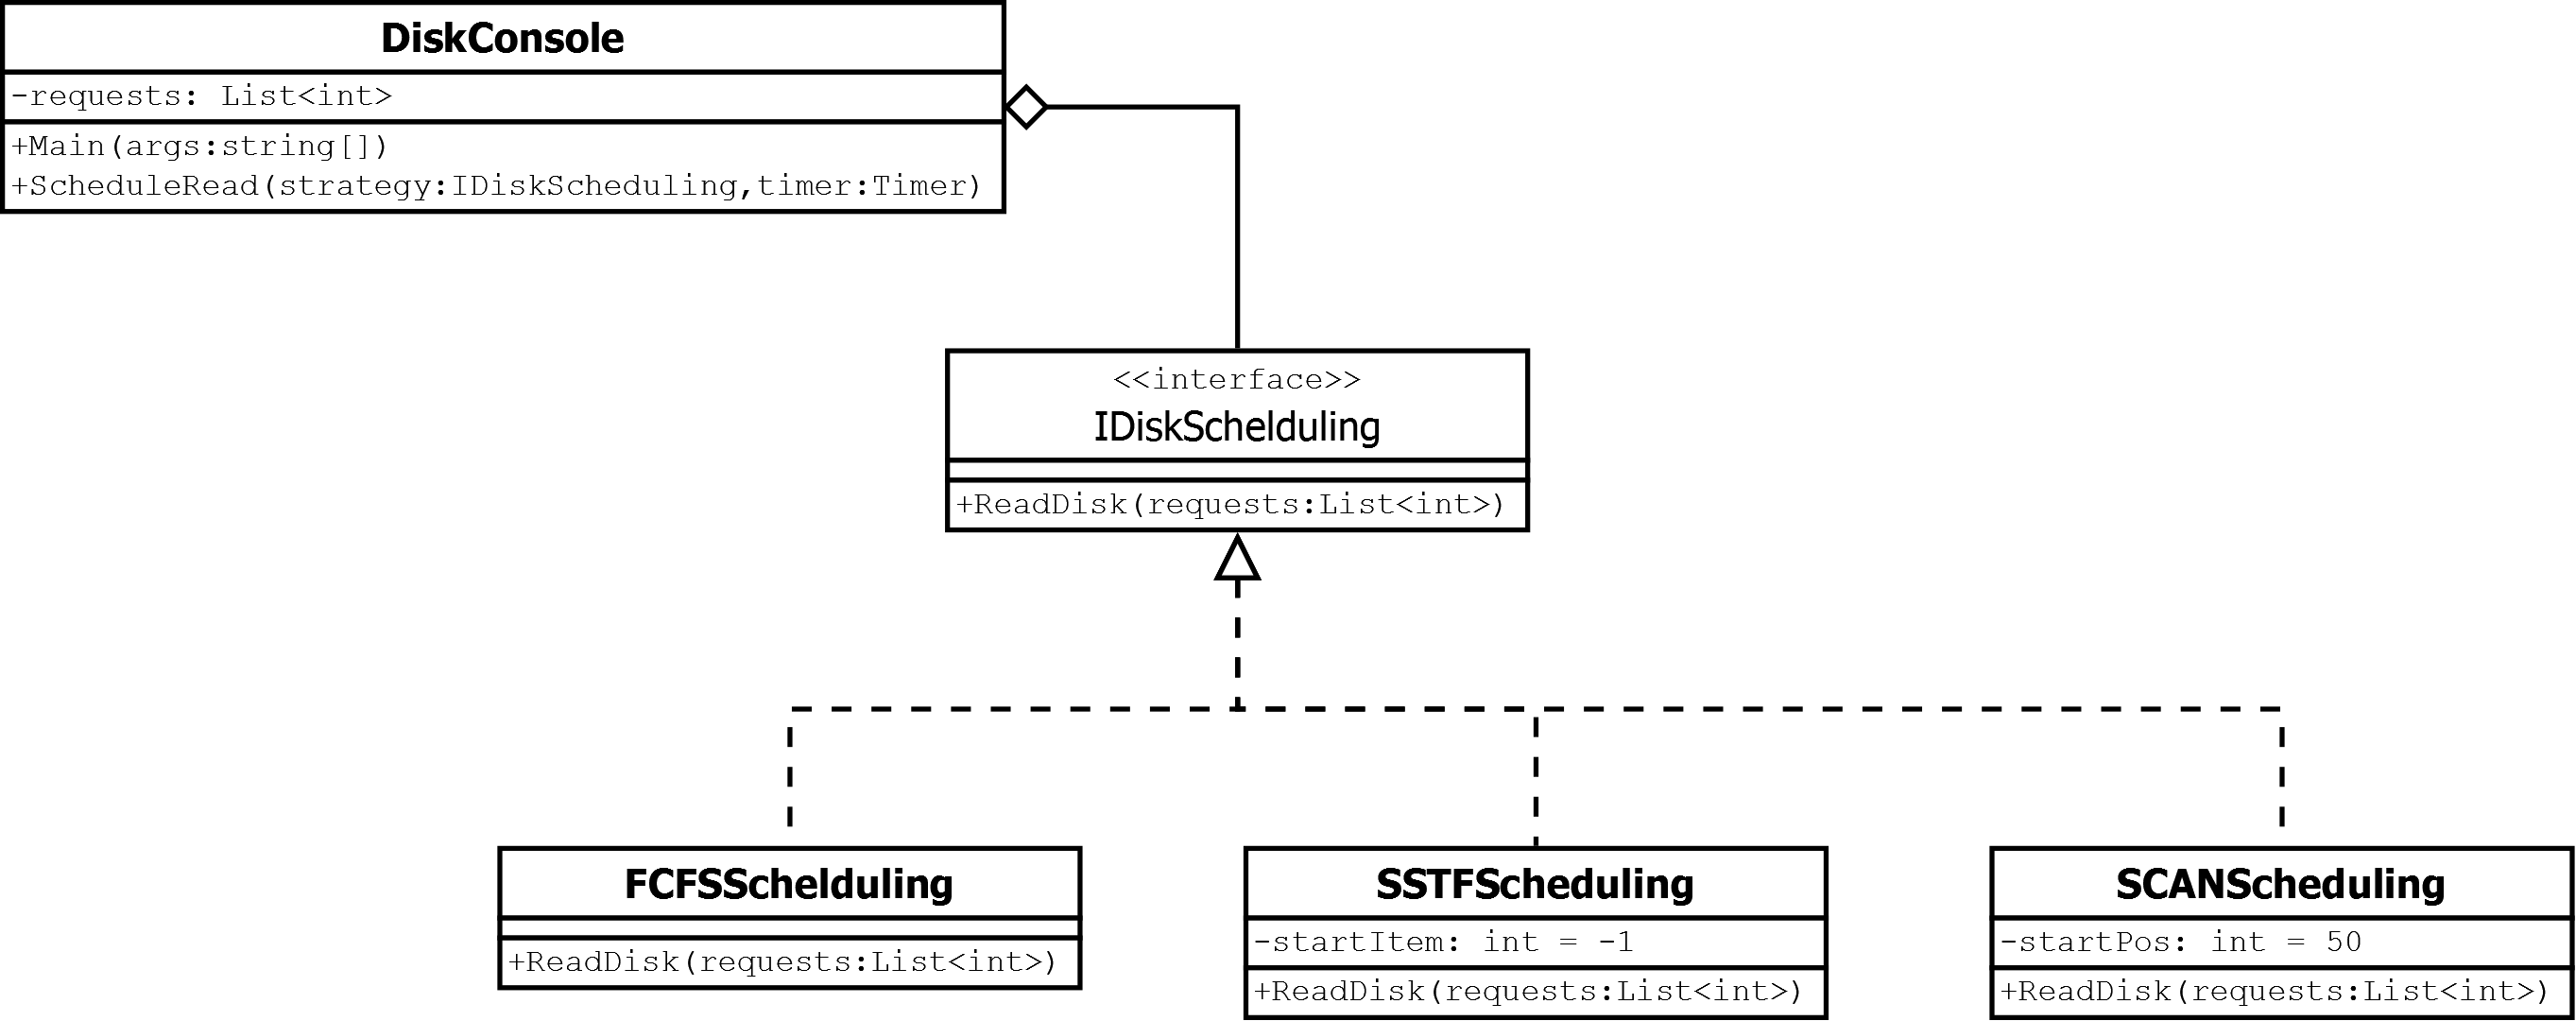 DiskConsole
-requests: List<int>
+Main(args:string[])
+ScheduleRead(strategy:IDiskScheduling,timer:Timer)
<<interface>>
IDiskSchelduling
+ReadDisk(requests:List<int>)
FCFSSchelduling
+ReadDisk(requests:List<int>)
SSTFScheduling
-startItem: int = -1
+ReadDisk(requests:List<int>)
SCANScheduling
-startPos: int = 50
+ReadDisk(requests:List<int>)